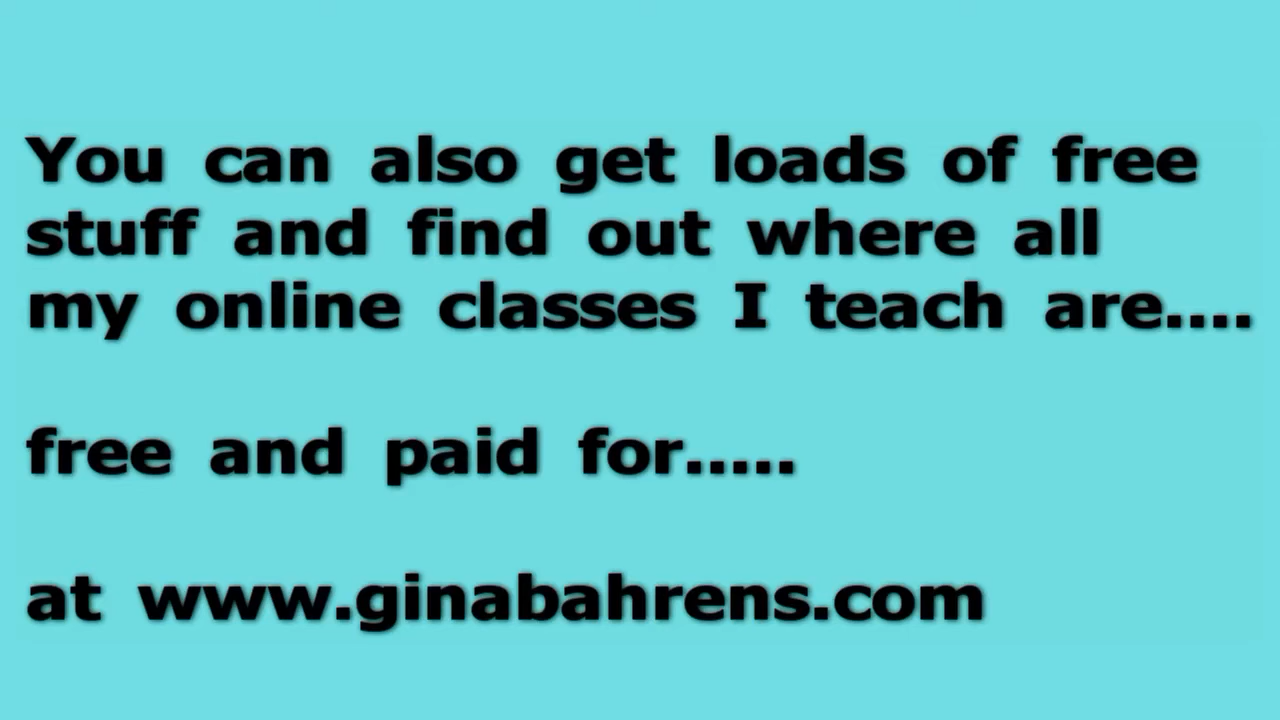 You can also get loads of free
stuff and find out where all
my online classes I teach are....
free and paid for.....
at www.ginabahrens.com